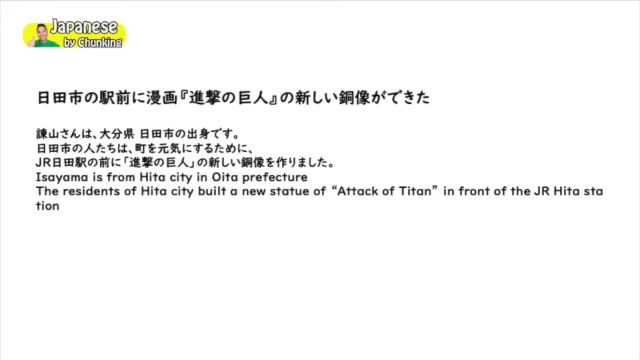 Japanese
by Chunking
日田市の駅前に漫画『進撃の巨人』の新しい銅像ができた
諫山さんは、大分県 日田市の出身です。
日田市の人たちは、町を元気にするために、
JR日田駅の前に「進撃の巨人」の新しい銅像を作りました。
Isayama is from Hita city in Oita prefecture
The residents of Hita city built a new statue of “Attack of Titan” in front of the JR Hita sta
tion